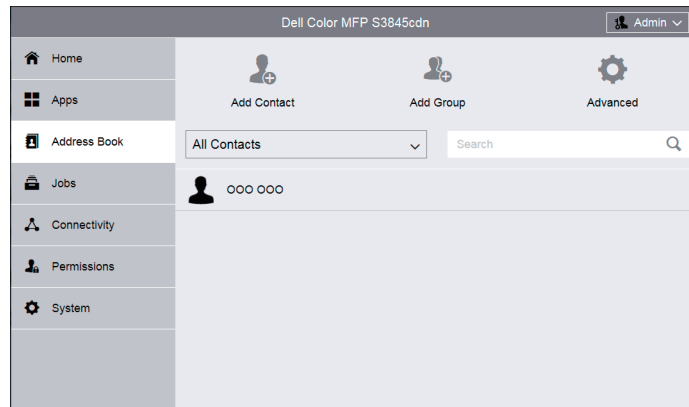 Dell Color MFP S3845cdn
Admin
Home
Apps
Address Book
Jobs
Connectivity
Permissions
System
Add Contact
Add Group
Advanced
All Contacts
Search
OOO OOO